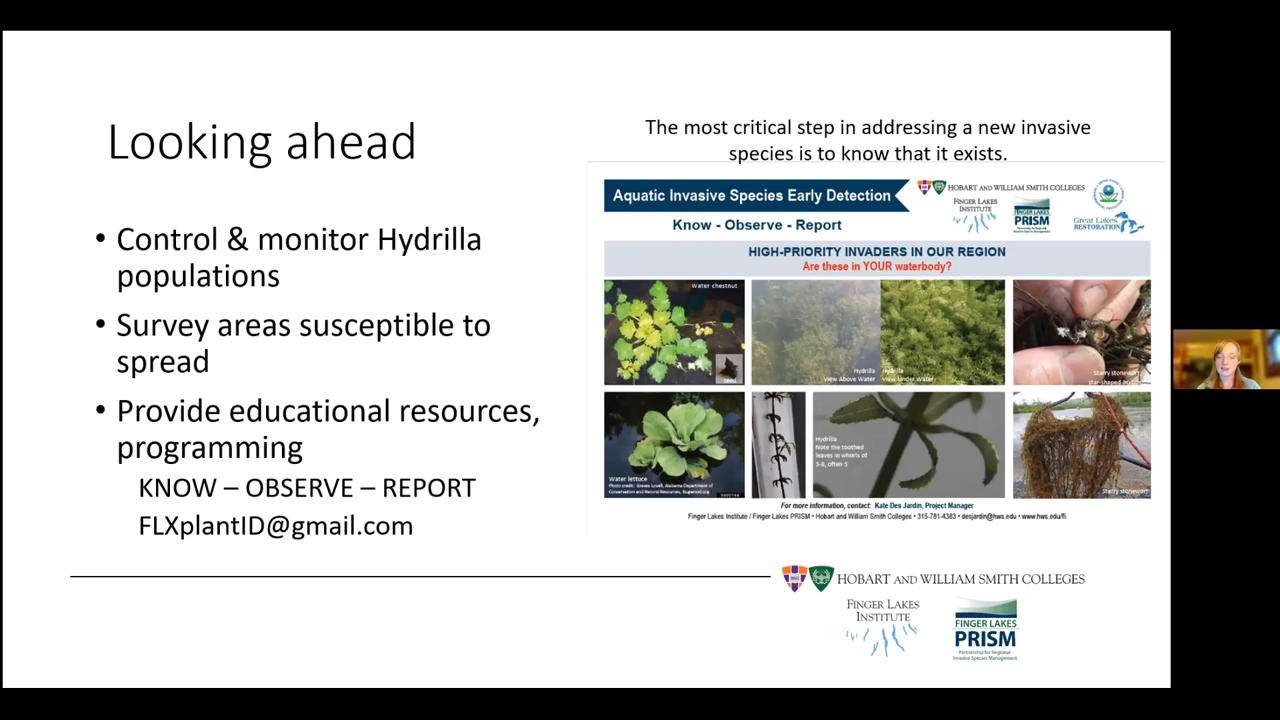 Looking ahead
• Control & monitor Hydrilla
populations
• Survey areas susceptible to
spread
• Provide educational resources,
programming
KNOW – OBSERVE – REPORT
FLXplantID@gmail.com
The most critical step in addressing a new invasive
species is to know that it exists.
Aquatic Invasive Species Early Detection
Know - Observe - Report
HOBART AND WILLIAM SMITH COLLEGES
FINGER LAKES
INSTITUTE
FINGER LAKES
PRISM
Great Lakes
RESTORATION
HIGH-PRIORITY INVADERS IN OUR REGION
Are these in YOUR waterbody?
Water chestnut
seed
Hydrilla
View Above Water
Hydrilla
View Under Water
Starry stonewort
star-shaped
Water lettuce
Photo credit: Graves Lovell, Alabama Department of
Conservation and Natural Resources, Bugwood.org
Hydrilla
Note the toothed
leaves in whorls of
3-8, often 5
Starry stonewort
For more information, contact: Kate Des Jardin, Project Manager
Finger Lakes Institute / Finger Lakes PRISM • Hobart and William Smith Colleges • 315-781-4383 • desjardin@hws.edu • www.hws.edu/fli
HOBART AND WILLIAM SMITH COLLEGES
FINGER LAKES
INSTITUTE
FINGER LAKES
PRISM
Partnership for Regional
Invasive Species Management